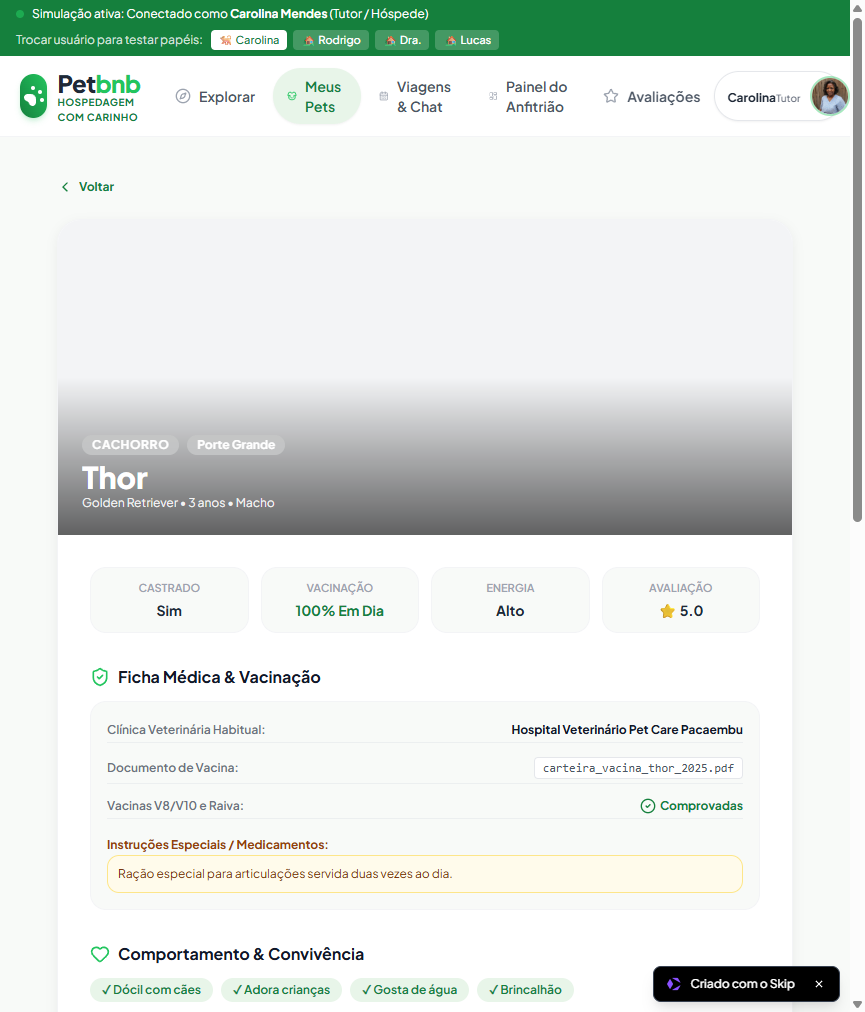 Simulação ativa: Conectado como Carolina Mendes (Tutor / Hóspede)
Trocar usuário para testar papéis: Carolina Rodrigo Dra. Lucas
Petbnb
HOSPEDAGEM
COM CARINHO
Explorar
Meus
Pets
Viagens
& Chat
Painel do
Anfitrião
Avaliações
Carolina Tutor
Voltar
CACHORRO Porte Grande
Thor
Golden Retriever • 3 anos • Macho
CASTRADO
Sim
VACINAÇÃO
100% Em Dia
ENERGIA
Alto
AVALIAÇÃO
⭐ 5.0
Ficha Médica & Vacinação
Clínica Veterinária Habitual: Hospital Veterinário Pet Care Pacaembu
Documento de Vacina: carteira_vacina_thor_2025.pdf
Vacinas V8/V10 e Raiva: Comprovadas
Instruções Especiais / Medicamentos:
Ração especial para articulações servida duas vezes ao dia.
Comportamento & Convivência
✓ Dócil com cães ✓ Adora crianças ✓ Gosta de água ✓ Brincalhão
Criado com o Skip ×